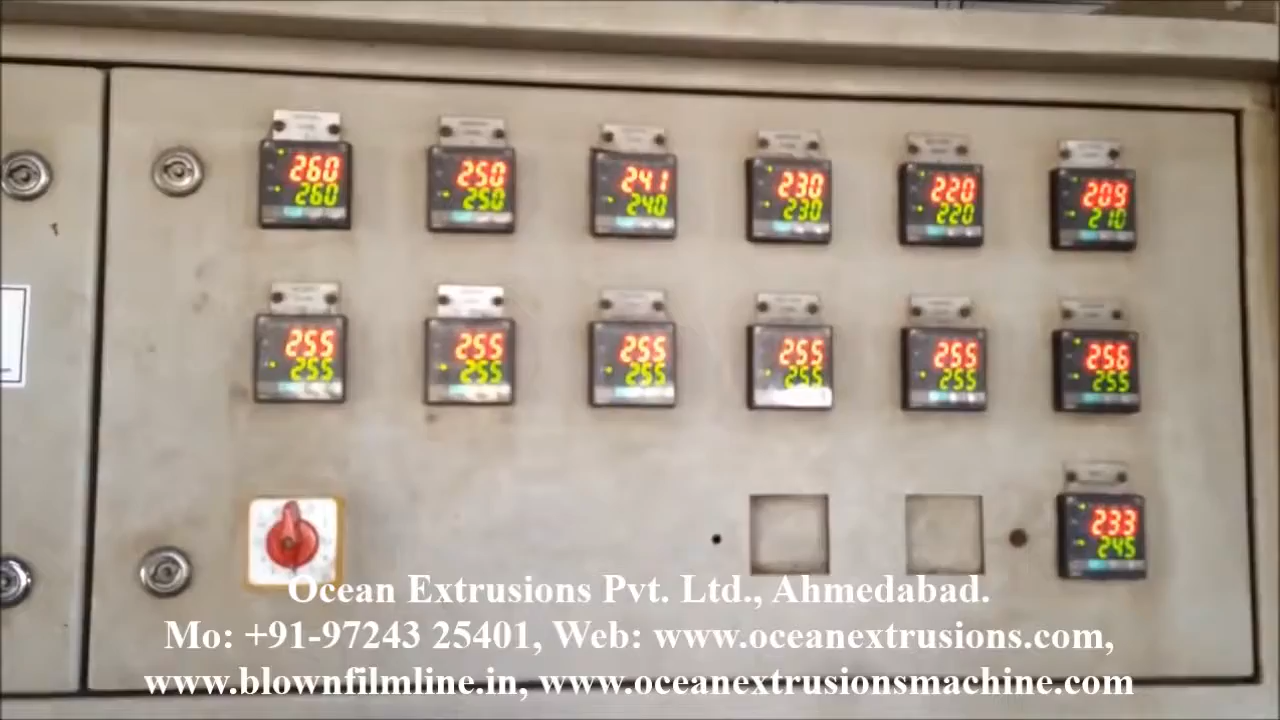 260 250 241 230 220 209
260 250 240 230 220 210
255 255 255 255 255 256
255 255 255 255 255 255
233
245
Ocean Extrusions Pvt. Ltd., Ahmedabad.
Mo: +91-97243 25401, Web: www.oceanextrusions.com,
www.blownfilmline.in, www.oceanextrusionsmachine.com